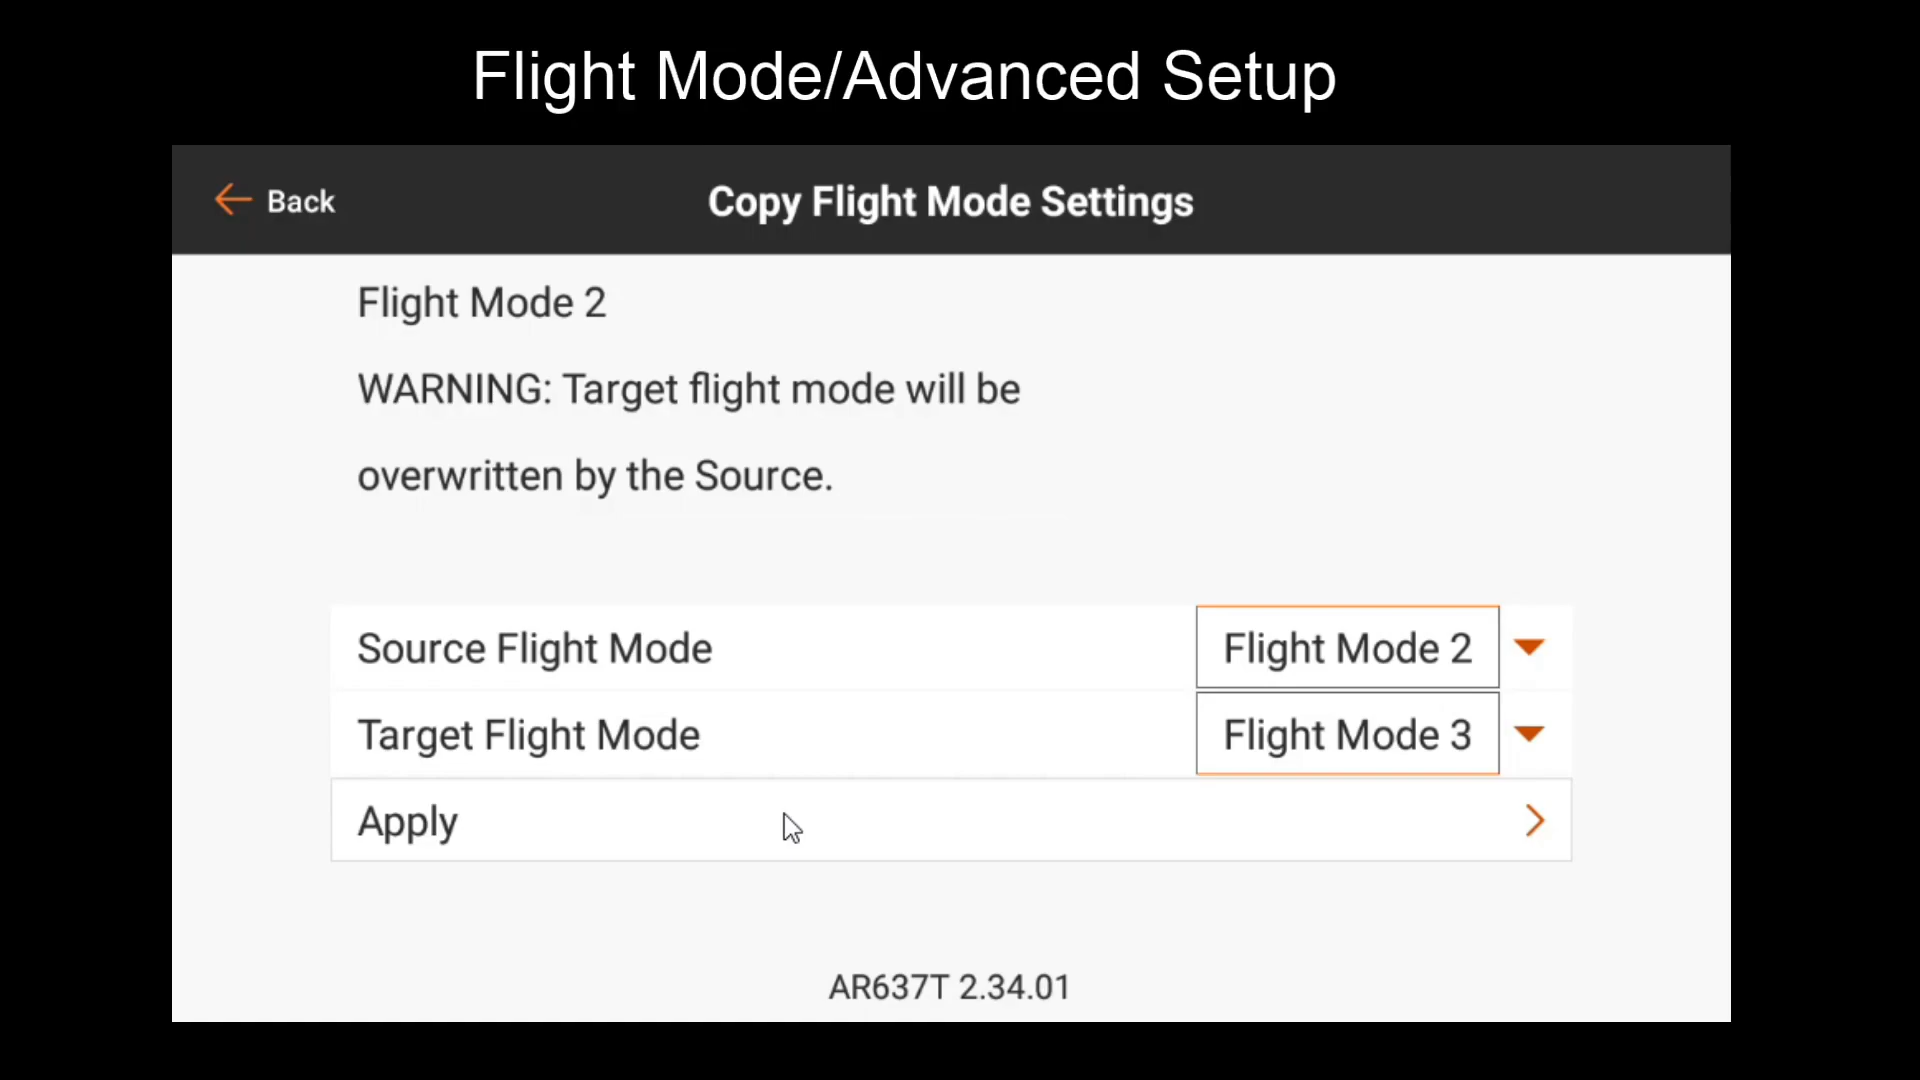 Flight Mode/Advanced Setup
Back
Copy Flight Mode Settings
Flight Mode 2
WARNING: Target flight mode will be
overwritten by the Source.
Source Flight Mode Flight Mode 2
Target Flight Mode Flight Mode 3
Apply
AR637T 2.34.01